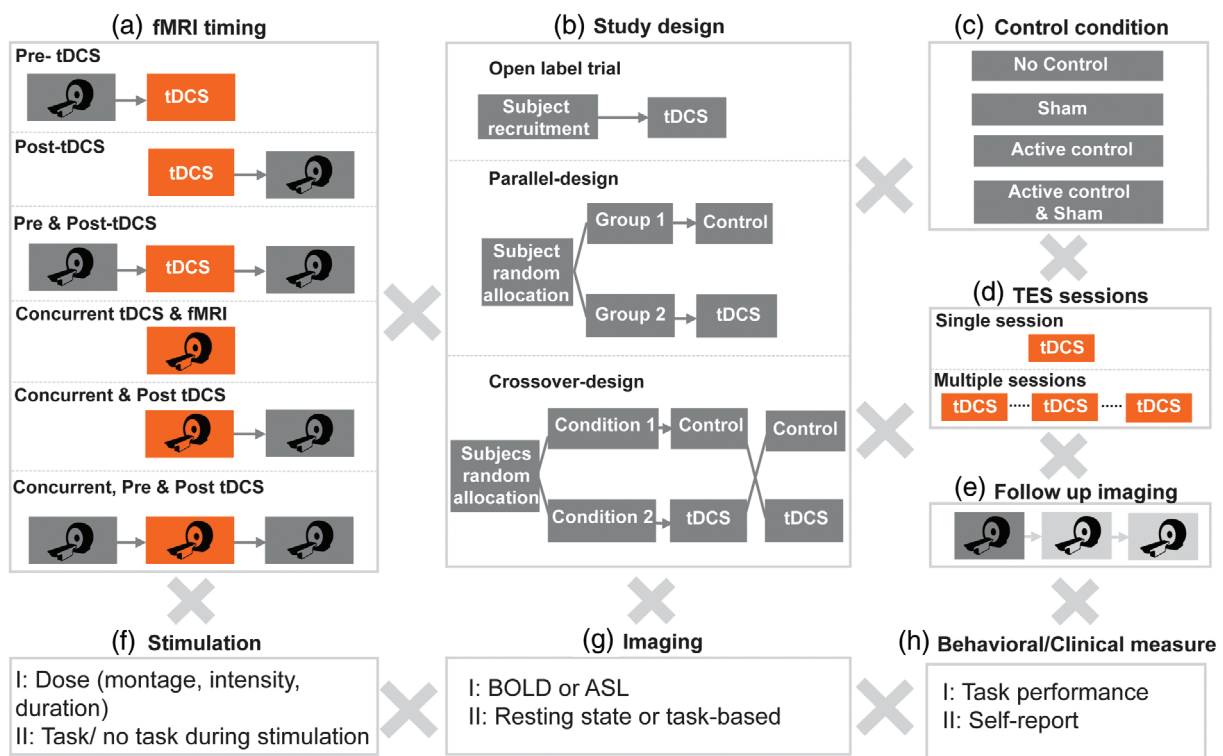 (a) fMRI timing
Pre- tDCS
tDCS
Post-tDCS
tDCS
Pre & Post-tDCS
tDCS
Concurrent tDCS & fMRI
Concurrent & Post tDCS
Concurrent, Pre & Post tDCS
(b) Study design
Open label trial
Subject
recruitment
tDCS
Parallel-design
Subject
random
allocation
Group 1
Control
Group 2
tDCS
Crossover-design
Subjecs
random
allocation
Condition 1
Control
Control
Condition 2
tDCS
tDCS
(c) Control condition
No Control
Sham
Active control
Active control
& Sham
(d) TES sessions
Single session
tDCS
Multiple sessions
tDCS ····· tDCS ····· tDCS
(e) Follow up imaging
(f) Stimulation
I: Dose (montage, intensity,
duration)
II: Task/ no task during stimulation
(g) Imaging
I: BOLD or ASL
II: Resting state or task-based
(h) Behavioral/Clinical measure
I: Task performance
II: Self-report